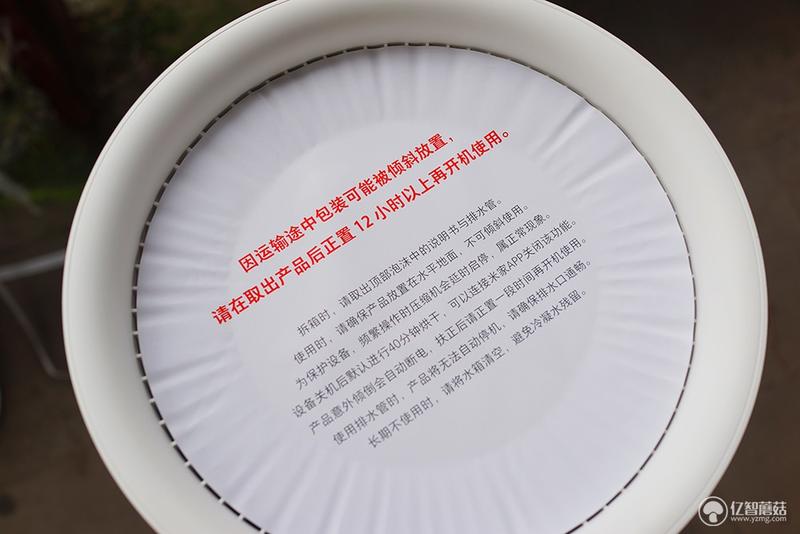 因运输途中包装可能被倾斜放置，
请在取出产品后正置 12 小时以上再开机使用。
拆箱时，请取出顶部泡沫中的说明书与排水管。
使用时，请确保产品放置在水平地面，不可倾斜使用。
为保护设备，频繁操作时压缩机会延时启停，属正常现象。
设备关机后默认进行40分钟烘干，可以连接米家APP关闭该功能。
产品意外倾倒会自动断电，扶正后请正置一段时间再开机使用。
使用排水管时，产品将无法自动停机，请确保排水口通畅。
长期不使用时，请将水箱清空，避免冷凝水残留。
亿智蘑菇
www.yzmg.com